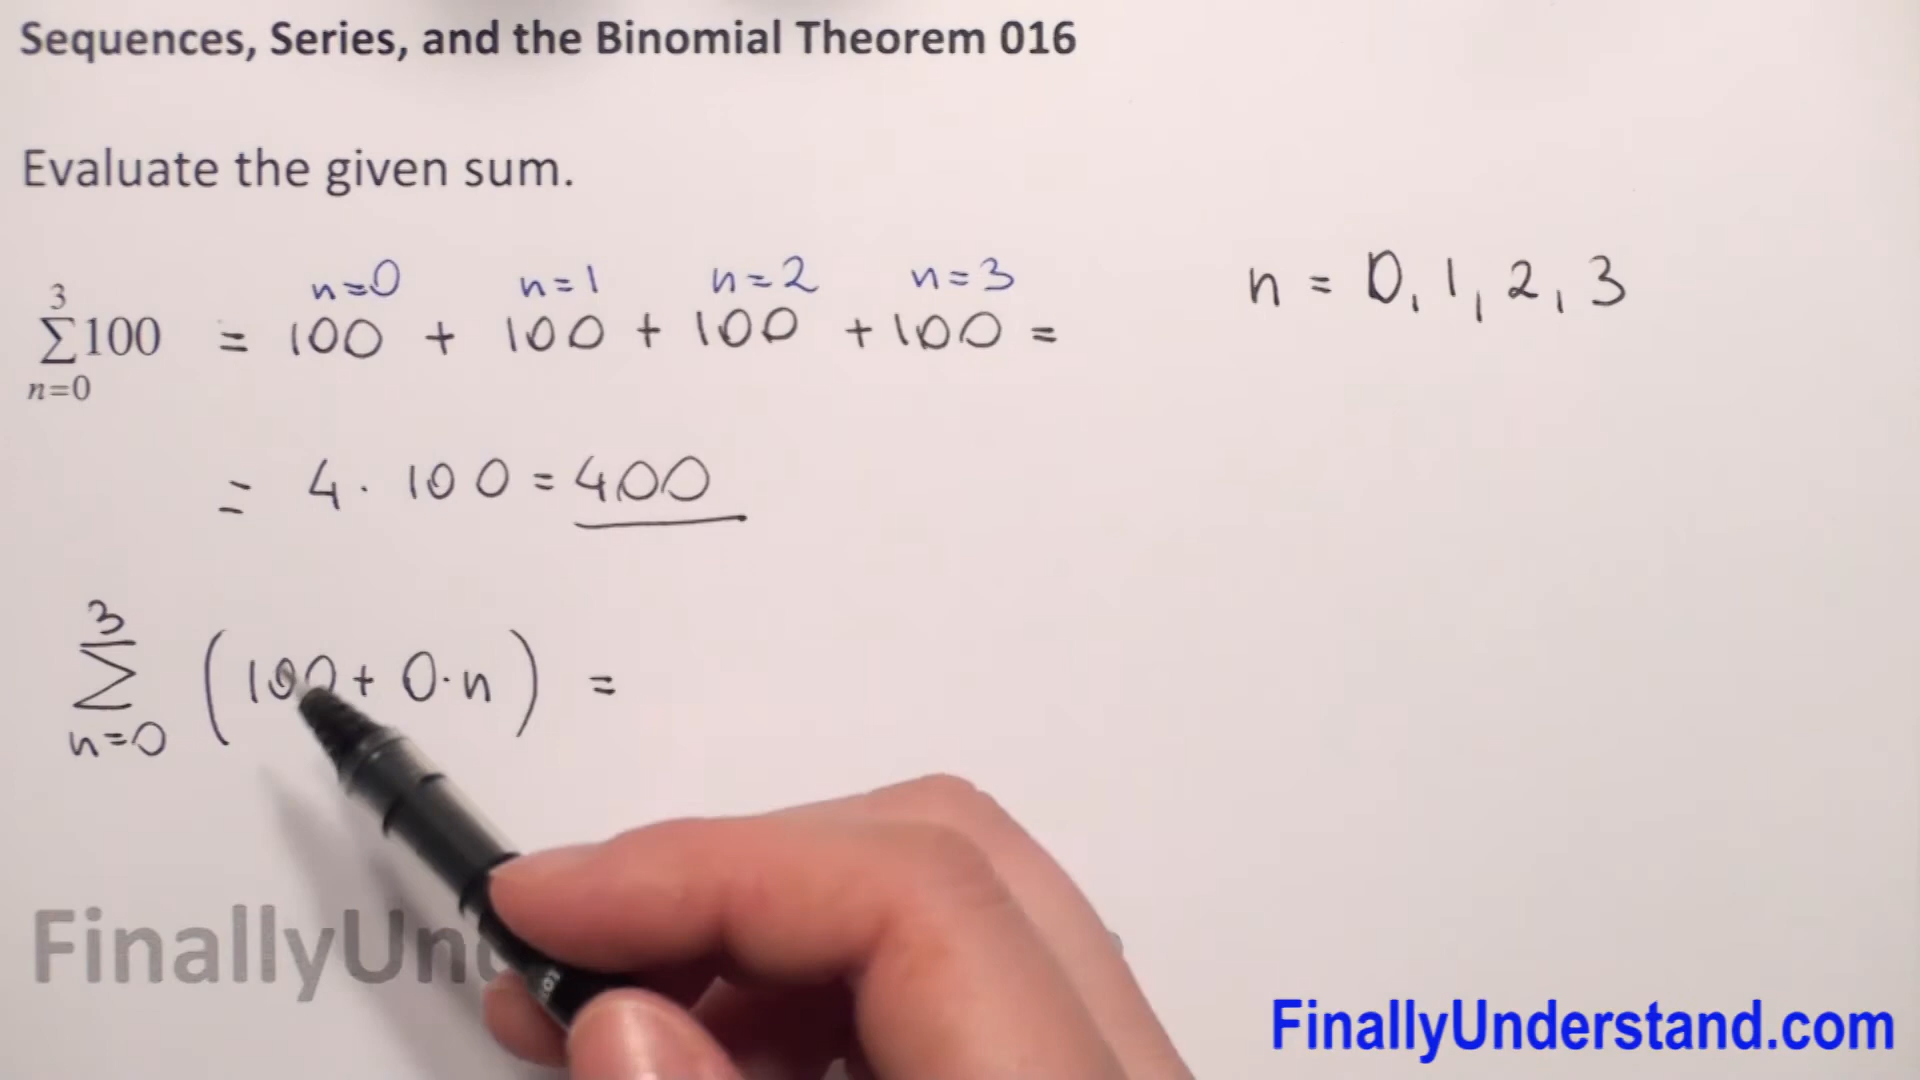 Sequences, Series, and the Binomial Theorem 016
Evaluate the given sum.
n=0 n=1 n=2 n=3
3
∑100 = 100 + 100 + 100 + 100 =
n=0
n = 0, 1, 2, 3
= 4 · 100 = 400
3
∑ (100 + 0·n) =
n=0
FinallyUn
FinallyUnderstand.com